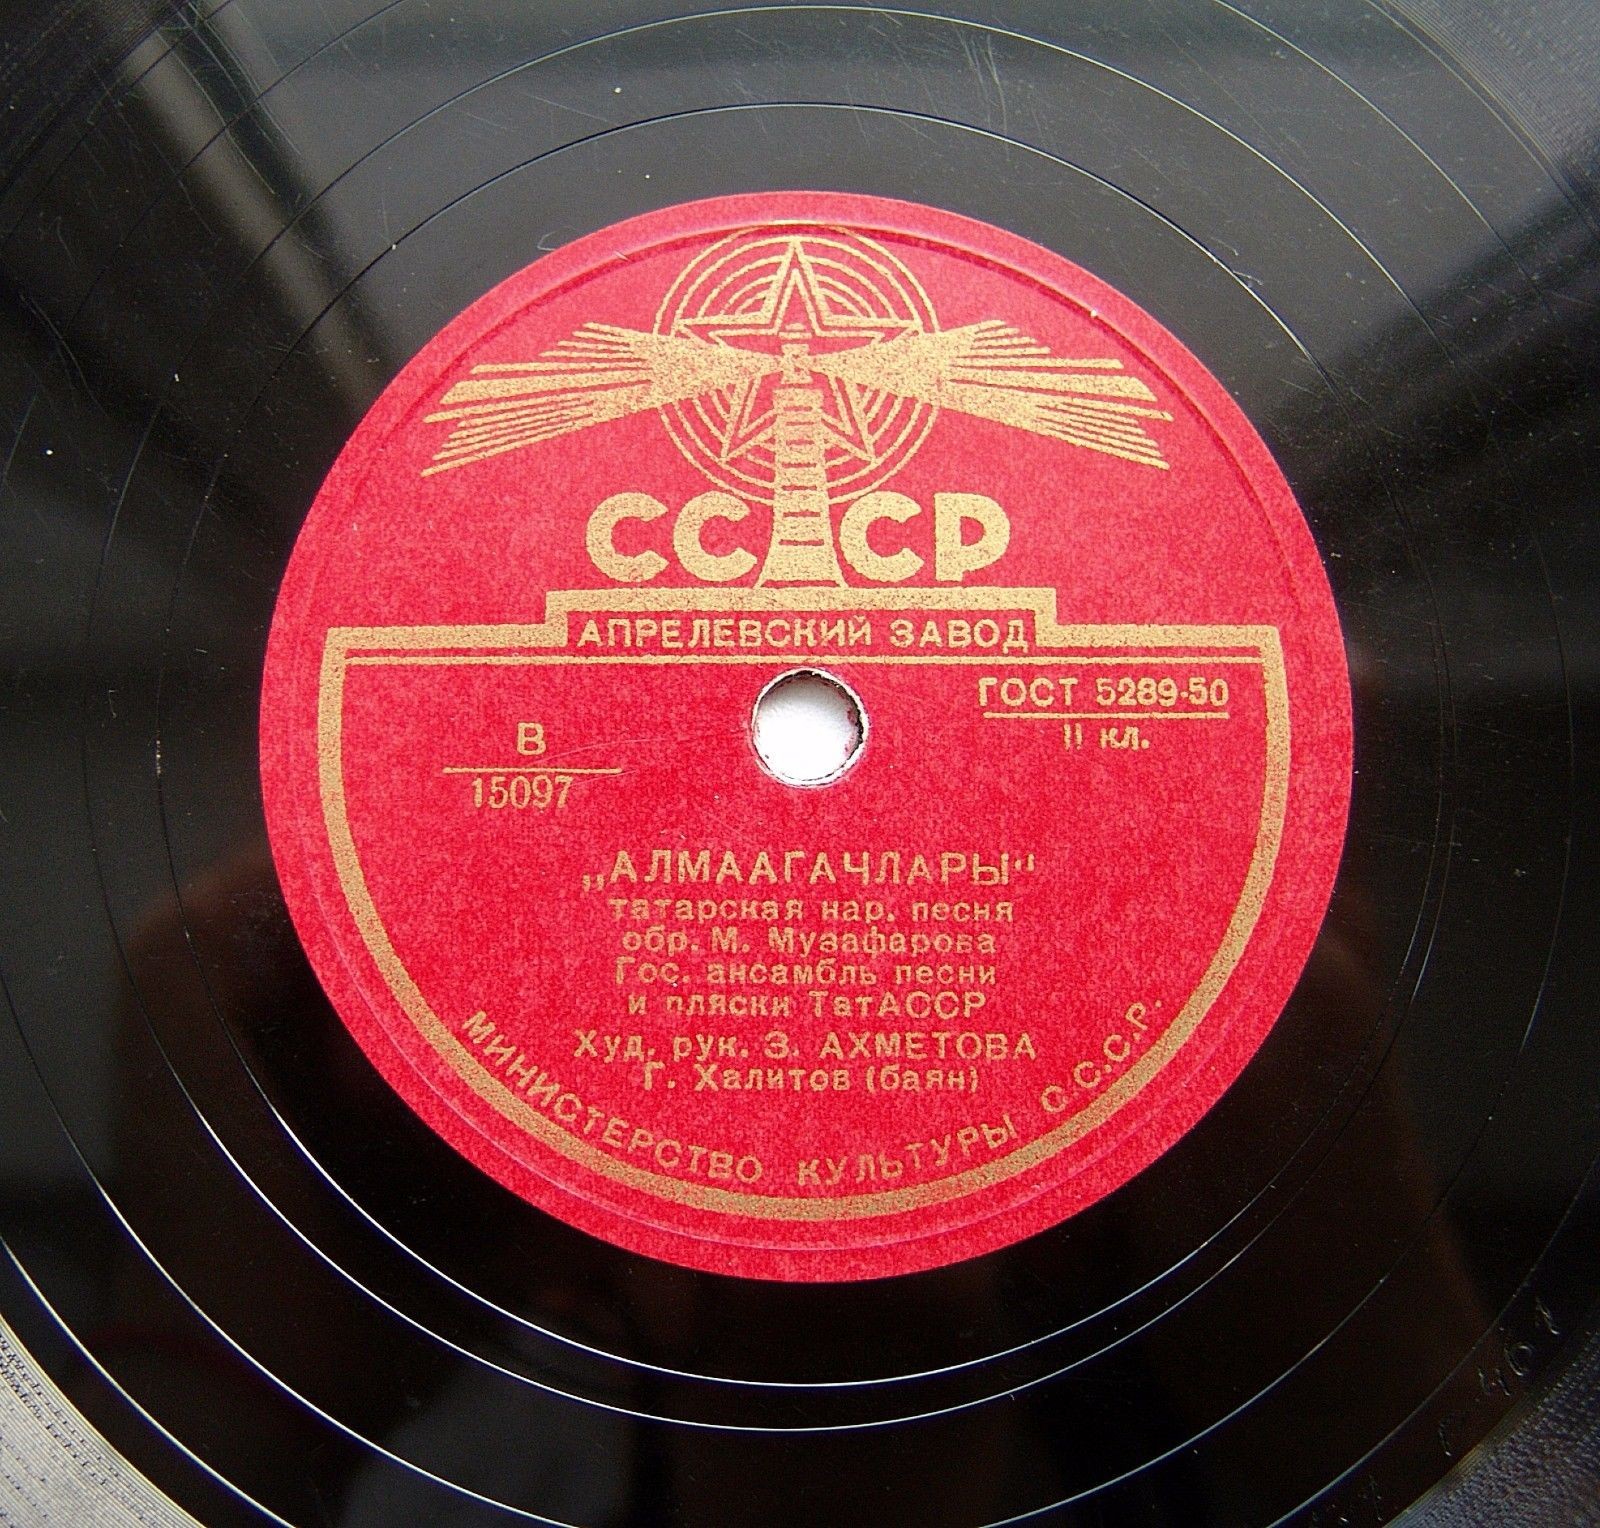 СССР
АПРЕЛЕВСКИЙ ЗАВОД
ГОСТ 5289-50
II кл.
В
15097
„АЛМААГАЧЛАРЫ"
татарская нар. песня
обр. М. Музафарова
Гос. ансамбль песни
и пляски ТатАССР
Худ. рук. З. АХМЕТОВА
Г. Халитов (баян)
МИНИСТЕРСТВО КУЛЬТУРЫ С.С.С.Р.